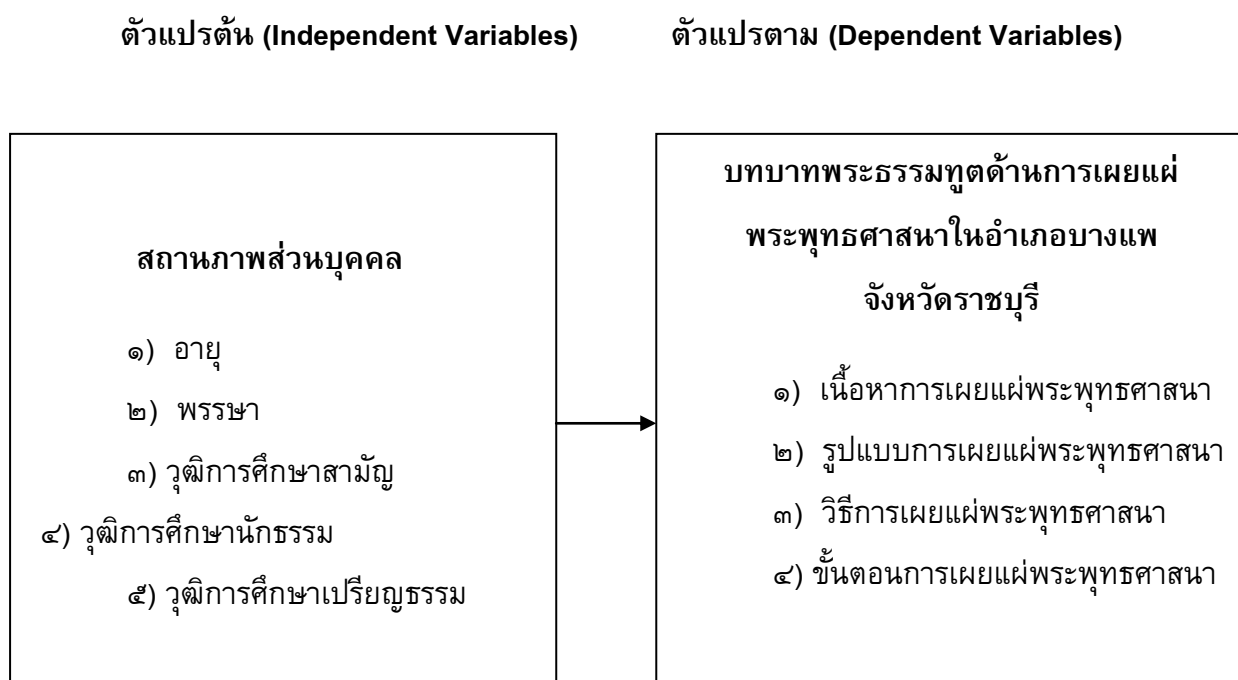 ตัวแปรต้น (Independent Variables)
ตัวแปรตาม (Dependent Variables)
สถานภาพส่วนบุคคล
๑) อายุ
๒) พรรษา
๓) วุฒิการศึกษาสามัญ
๔) วุฒิการศึกษานักธรรม
๕) วุฒิการศึกษาเปรียญธรรม
บทบาทพระธรรมทูตด้านการเผยแผ่
พระพุทธศาสนาในอำเภอบางแพ
จังหวัดราชบุรี
๑) เนื้อหาการเผยแผ่พระพุทธศาสนา
๒) รูปแบบการเผยแผ่พระพุทธศาสนา
๓) วิธีการเผยแผ่พระพุทธศาสนา
๔) ขั้นตอนการเผยแผ่พระพุทธศาสนา